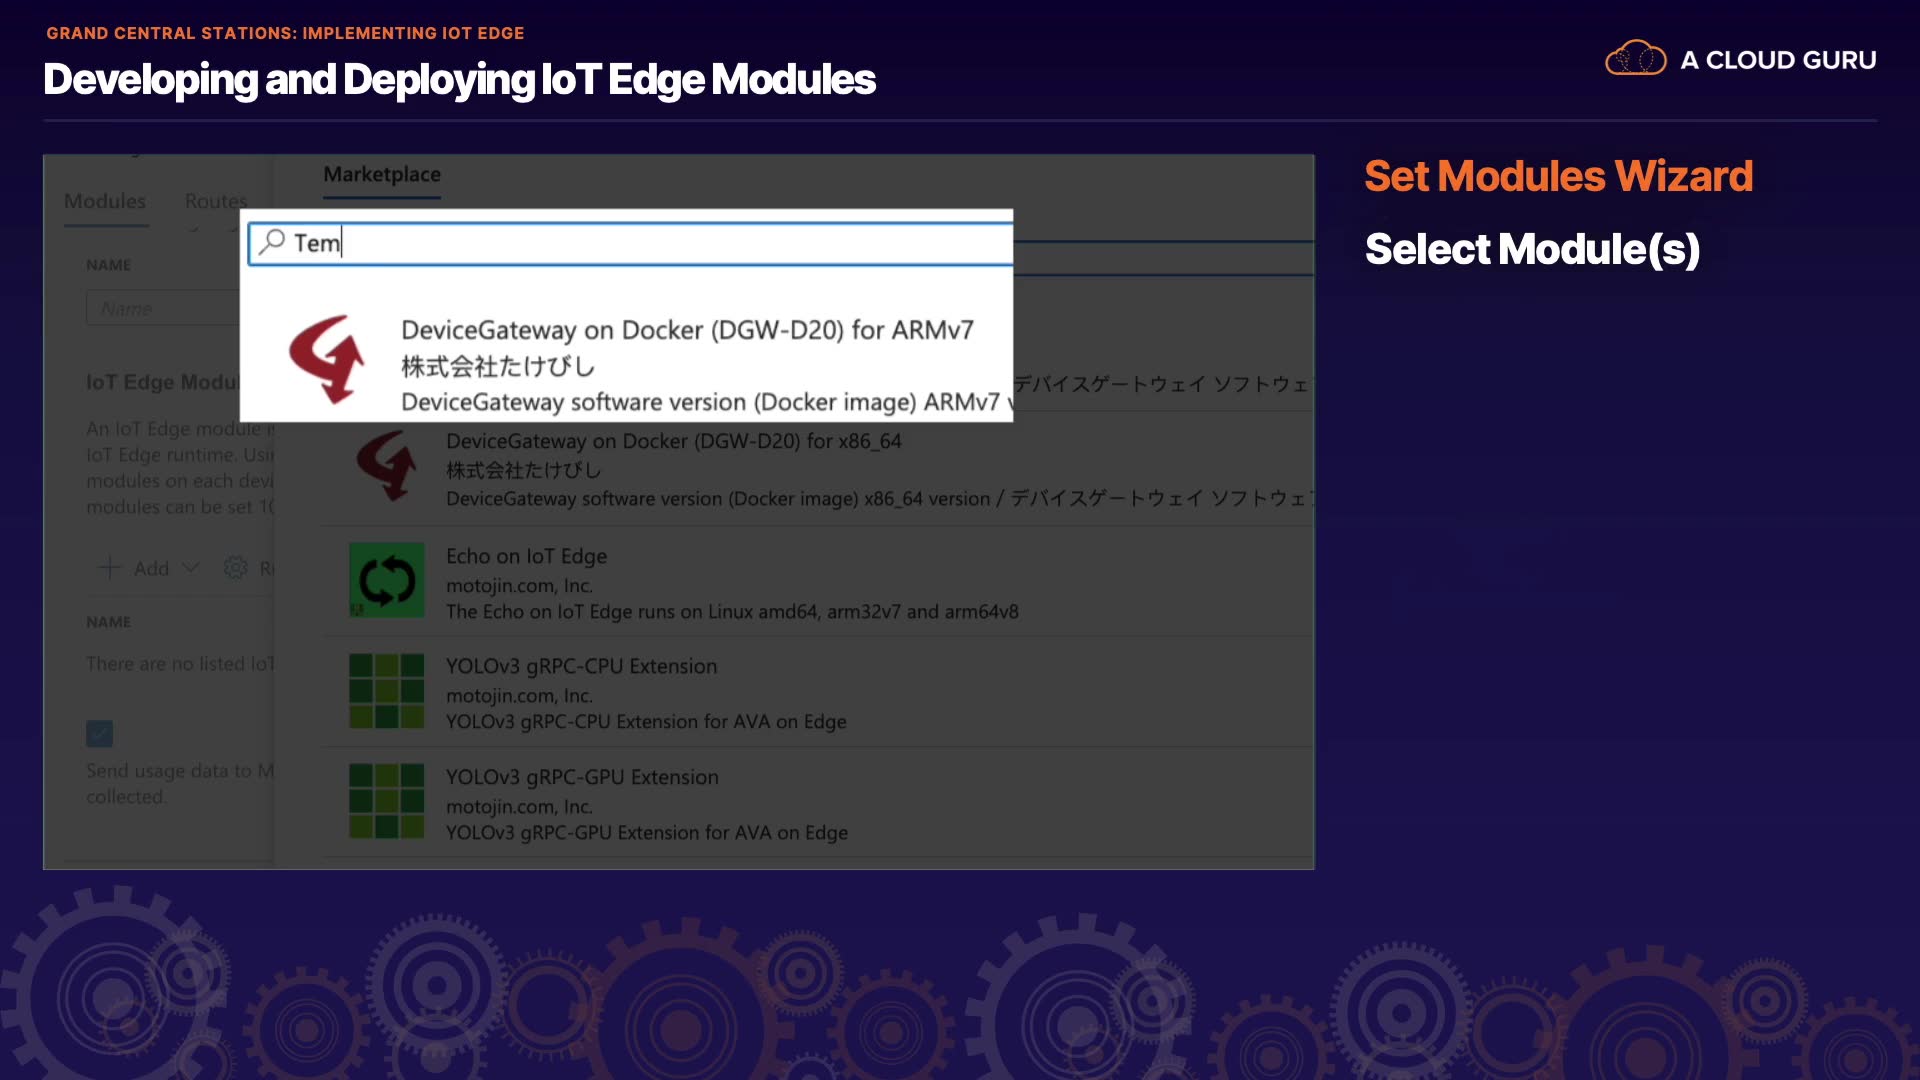 GRAND CENTRAL STATIONS: IMPLEMENTING IOT EDGE
Developing and Deploying IoT Edge Modules
A CLOUD GURU
Set Modules Wizard
Select Module(s)
Marketplace
Modules
Routes
Tem
NAME
Name
DeviceGateway on Docker (DGW-D20) for ARMv7
株式会社たけびし
DeviceGateway software version (Docker image) ARMv7
デバイスゲートウェイ ソフトウェ
IoT Edge Modul
An IoT Edge module is
IoT Edge runtime. Usin
modules on each devi
modules can be set 10
DeviceGateway on Docker (DGW-D20) for x86_64
株式会社たけびし
DeviceGateway software version (Docker image) x86_64 version / デバイスゲートウェイ ソフトウェ
Add
Echo on IoT Edge
motojin.com, Inc.
The Echo on IoT Edge runs on Linux amd64, arm32v7 and arm64v8
NAME
There are no listed IoT
YOLOv3 gRPC-CPU Extension
motojin.com, Inc.
YOLOv3 gRPC-CPU Extension for AVA on Edge
Send usage data to M
collected.
YOLOv3 gRPC-GPU Extension
motojin.com, Inc.
YOLOv3 gRPC-GPU Extension for AVA on Edge